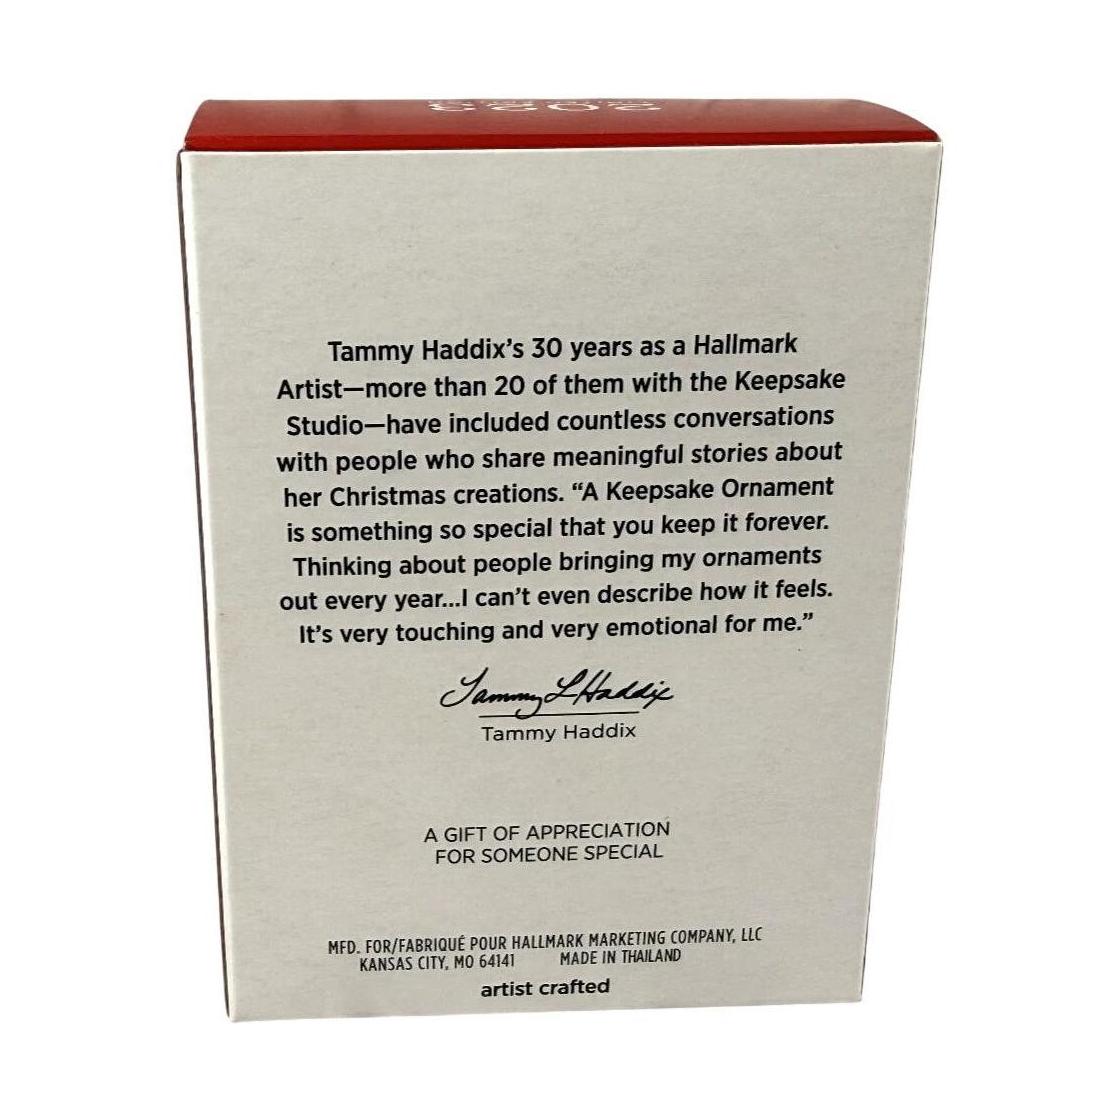 Tammy Haddix's 30 years as a Hallmark
Artist—more than 20 of them with the Keepsake
Studio—have included countless conversations
with people who share meaningful stories about
her Christmas creations. “A Keepsake Ornament
is something so special that you keep it forever.
Thinking about people bringing my ornaments
out every year...I can't even describe how it feels.
It's very touching and very emotional for me.”
Tammy L Haddix
Tammy Haddix
A GIFT OF APPRECIATION
FOR SOMEONE SPECIAL
MFD. FOR/FABRIQUÉ POUR HALLMARK MARKETING COMPANY, LLC
KANSAS CITY, MO 64141 MADE IN THAILAND
artist crafted